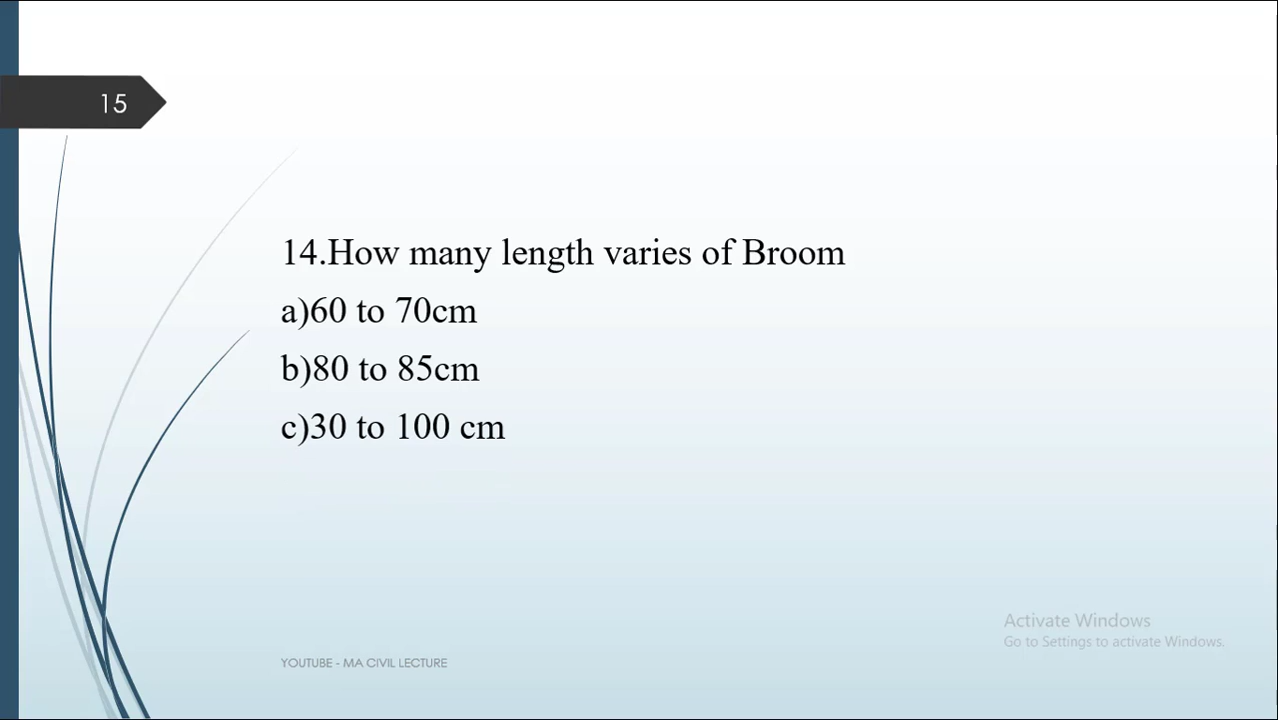 15
14.How many length varies of Broom
a)60 to 70cm
b)80 to 85cm
c)30 to 100 cm
Activate Windows
Go to Settings to activate Windows.
YOUTUBE - MA CIVIL LECTURE